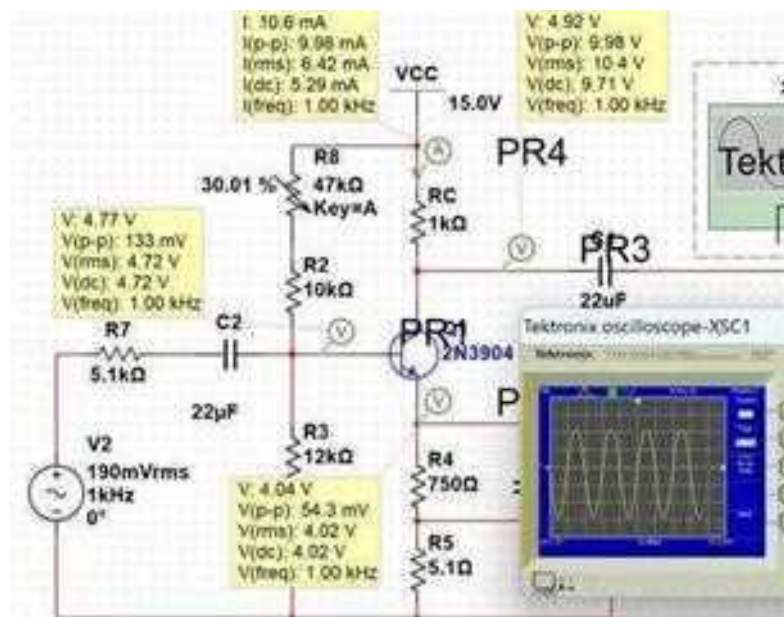 I: 10.6 mA
I(p-p): 9.98 mA
I(rms): 6.42 mA
I(dc): 5.29 mA
I(freq): 1.00 kHz
V: 4.92 V
V(p-p): 9.98 V
V(rms): 10.4 V
V(dc): 9.71 V
V(freq): 1.00 kHz
VCC
15.0V
A
PR4
Tekt
R8
30.01 %
47kΩ
Key=A
RC
1kΩ
V: 4.77 V
V(p-p): 133 mV
V(rms): 4.72 V
V(dc): 4.72 V
V(freq): 1.00 kHz
V
PR3
R2
10kΩ
22uF
Tektronix oscilloscope-XSC1
Tektronix
R7
5.1kΩ
C2
22µF
V
PR1
2N3904
V
P
V2
190mVrms
1kHz
0°
R3
12kΩ
V: 4.04 V
V(p-p): 54.3 mV
V(rms): 4.02 V
V(dc): 4.02 V
V(freq): 1.00 kHz
R4
750Ω
R5
5.1Ω